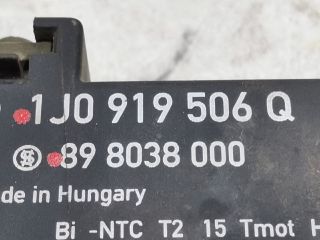 1J0 919 506 Q
89 8038 000
de in Hungary
Bi -NTC T2 15 Tmot H